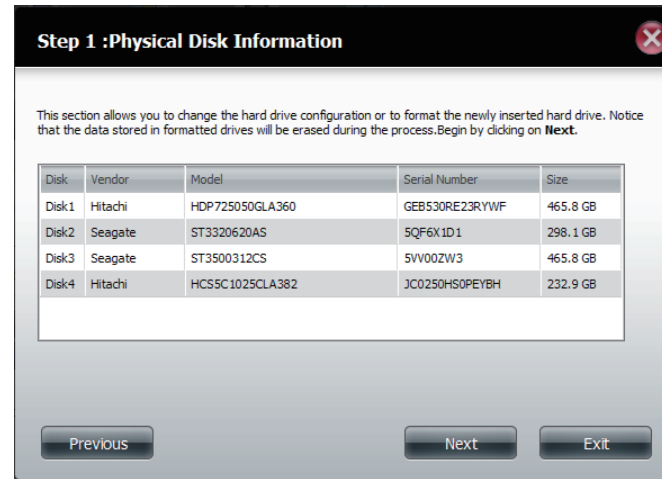 Step 1 :Physical Disk Information
This section allows you to change the hard drive configuration or to format the newly inserted hard drive. Notice
that the data stored in formatted drives will be erased during the process.Begin by clicking on Next.
Disk Vendor Model Serial Number Size
Disk1 Hitachi HDP725050GLA360 GEB530RE23RYWF 465.8 GB
Disk2 Seagate ST3320620AS 5QF6X1D1 298.1 GB
Disk3 Seagate ST3500312CS 5VV00ZW3 465.8 GB
Disk4 Hitachi HCS5C1025CLA382 JC0250HS0PEYBH 232.9 GB
Previous Next Exit